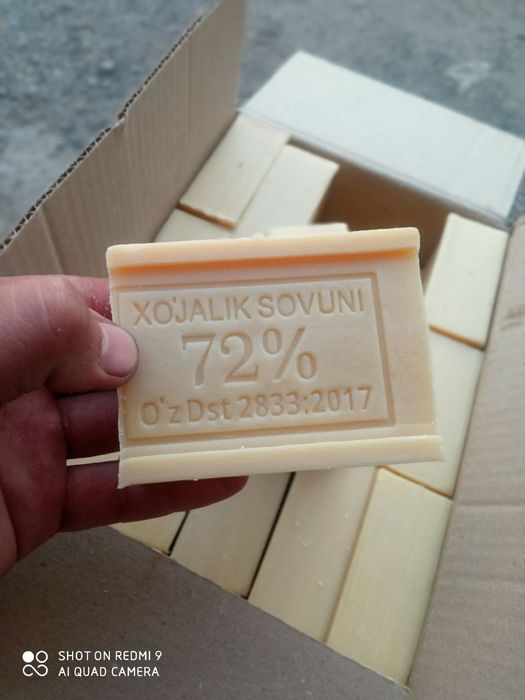 XO'JALIK SOVUNI
72%
O'z Dst 2833:2017
SHOT ON REDMI 9
AI QUAD CAMERA